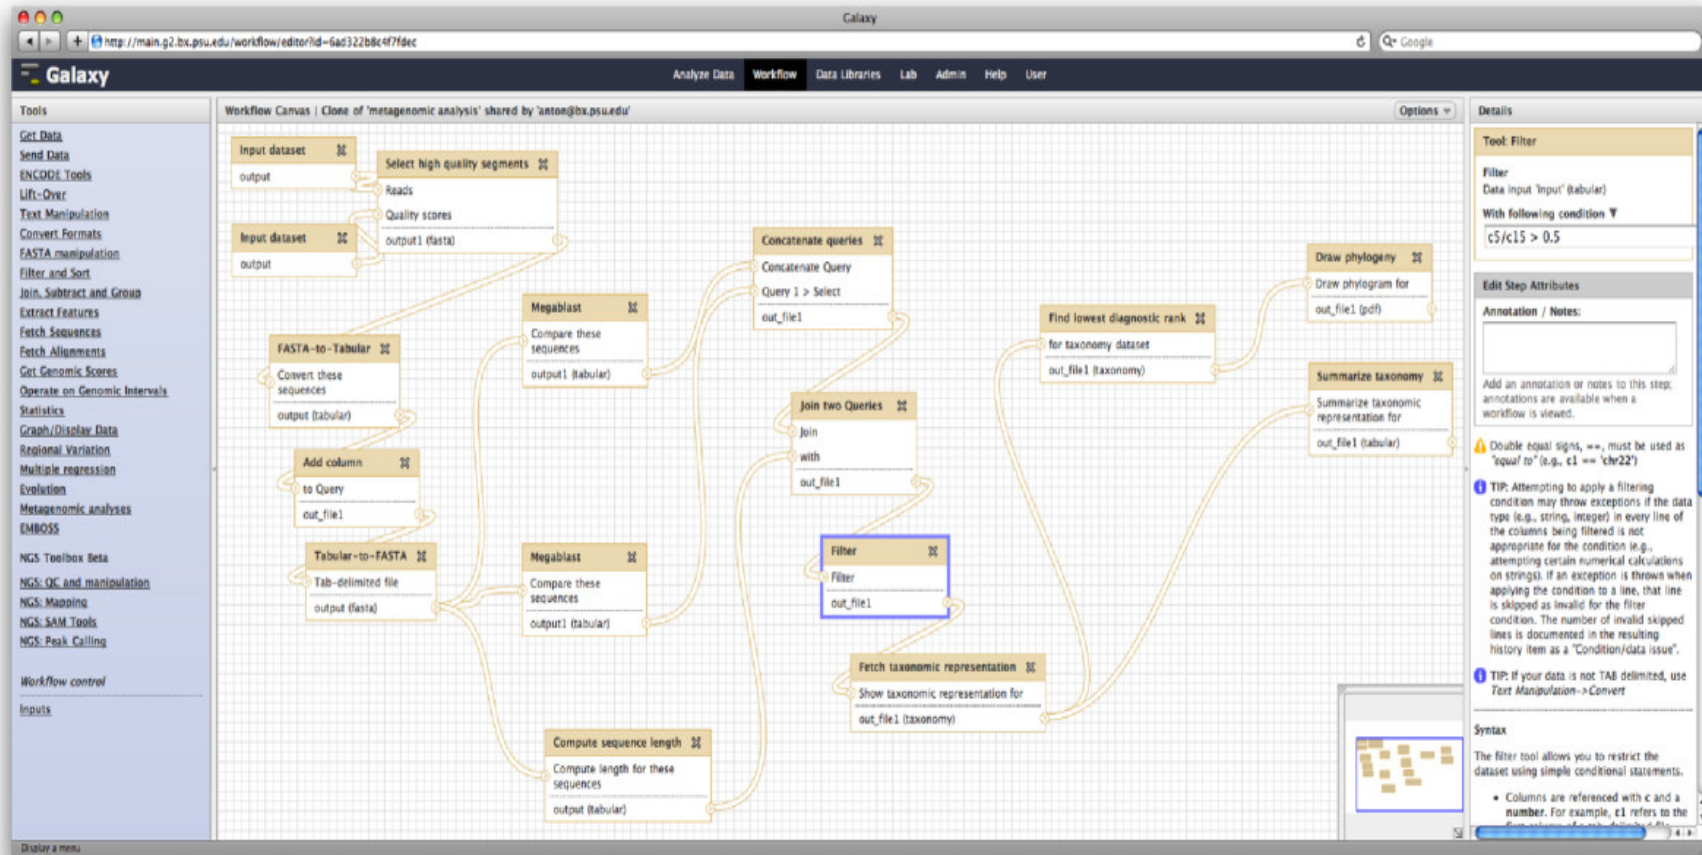 Galaxy
http://main.g2.bx.psu.edu/workflow/editor?id=6ad322b8c4f7fdec
Google
Galaxy
Analyze Data Workflow Data Libraries Lab Admin Help User
Tools
Get Data
Send Data
ENCODE Tools
Lift-Over
Text Manipulation
Convert Formats
FASTA manipulation
Filter and Sort
Join, Subtract and Group
Extract Features
Fetch Sequences
Fetch Alignments
Get Genomic Scores
Operate on Genomic Intervals
Statistics
Graph/Display Data
Regional Variation
Multiple regression
Evolution
Metagenomic analyses
EMBOSS
NGS Toolbox Beta
NGS: QC and manipulation
NGS: Mapping
NGS: SAM Tools
NGS: Peak Calling
Workflow control
Inputs
Workflow Canvas | Clone of 'metagenomic analysis' shared by 'anton@bx.psu.edu'
Options
Input dataset
output
Input dataset
output
Select high quality segments
Reads
Quality scores
output1 (fasta)
FASTA-to-Tabular
Convert these
sequences
output (tabular)
Add column
to Query
out_file1
Tabular-to-FASTA
Tab-delimited file
output (fasta)
Megablast
Compare these
sequences
output1 (tabular)
Megablast
Compare these
sequences
output1 (tabular)
Compute sequence length
Compute length for these
sequences
output (tabular)
Concatenate queries
Concatenate Query
Query 1 > Select
out_file1
Join two Queries
Join
with
out_file1
Filter
Filter
out_file1
Fetch taxonomic representation
Show taxonomic representation for
out_file1 (taxonomy)
Find lowest diagnostic rank
for taxonomy dataset
out_file1 (taxonomy)
Draw phylogeny
Draw phylogram for
out_file1 (pdf)
Summarize taxonomy
Summarize taxonomic
representation for
out_file1 (tabular)
Details
Tool: Filter
Filter
Data input 'input' (tabular)
With following condition
c5/c15 > 0.5
Edit Step Attributes
Annotation / Notes:
Add an annotation or notes to this step;
annotations are available when a
workflow is viewed.
Double equal signs, ==, must be used as
"equal to" (e.g., c1 == 'chr22')
TIP: Attempting to apply a filtering
condition may throw exceptions if the data
type (e.g., string, integer) in every line of
the columns being filtered is not
appropriate for the condition (e.g.,
attempting certain numerical calculations
on strings). If an exception is thrown when
applying the condition to a line, that line
is skipped as invalid for the filter
condition. The number of invalid skipped
lines is documented in the resulting
history item as a "Condition/data issue".
TIP: If your data is not TAB delimited, use
Text Manipulation->Convert
Syntax
The filter tool allows you to restrict the
dataset using simple conditional statements.
• Columns are referenced with c and a
number. For example, c1 refers to the
Display a menu